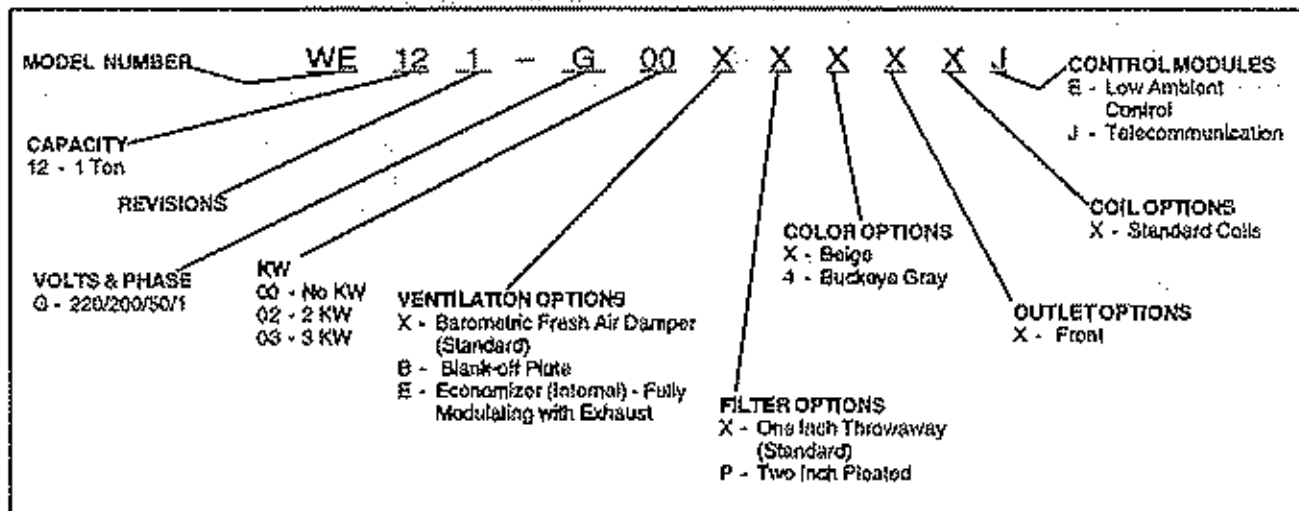 MODEL NUMBER WE 12 1 - G 00 X X X X X J
CONTROL MODULES
E - Low Ambient
Control
J - Telecommunication
CAPACITY
12 - 1 Ton
REVISIONS
COIL OPTIONS
X - Standard Coils
VOLTS & PHASE
G - 220/200/50/1
KW
00 - No KW
02 - 2 KW
03 - 3 KW
COLOR OPTIONS
X - Beige
4 - Buckeye Gray
OUTLET OPTIONS
X - Front
VENTILATION OPTIONS
X - Barometric Fresh Air Damper
(Standard)
B - Blank-off Plate
E - Economizer (Internal) - Fully
Modulating with Exhaust
FILTER OPTIONS
X - One Inch Throwaway
(Standard)
P - Two Inch Pleated